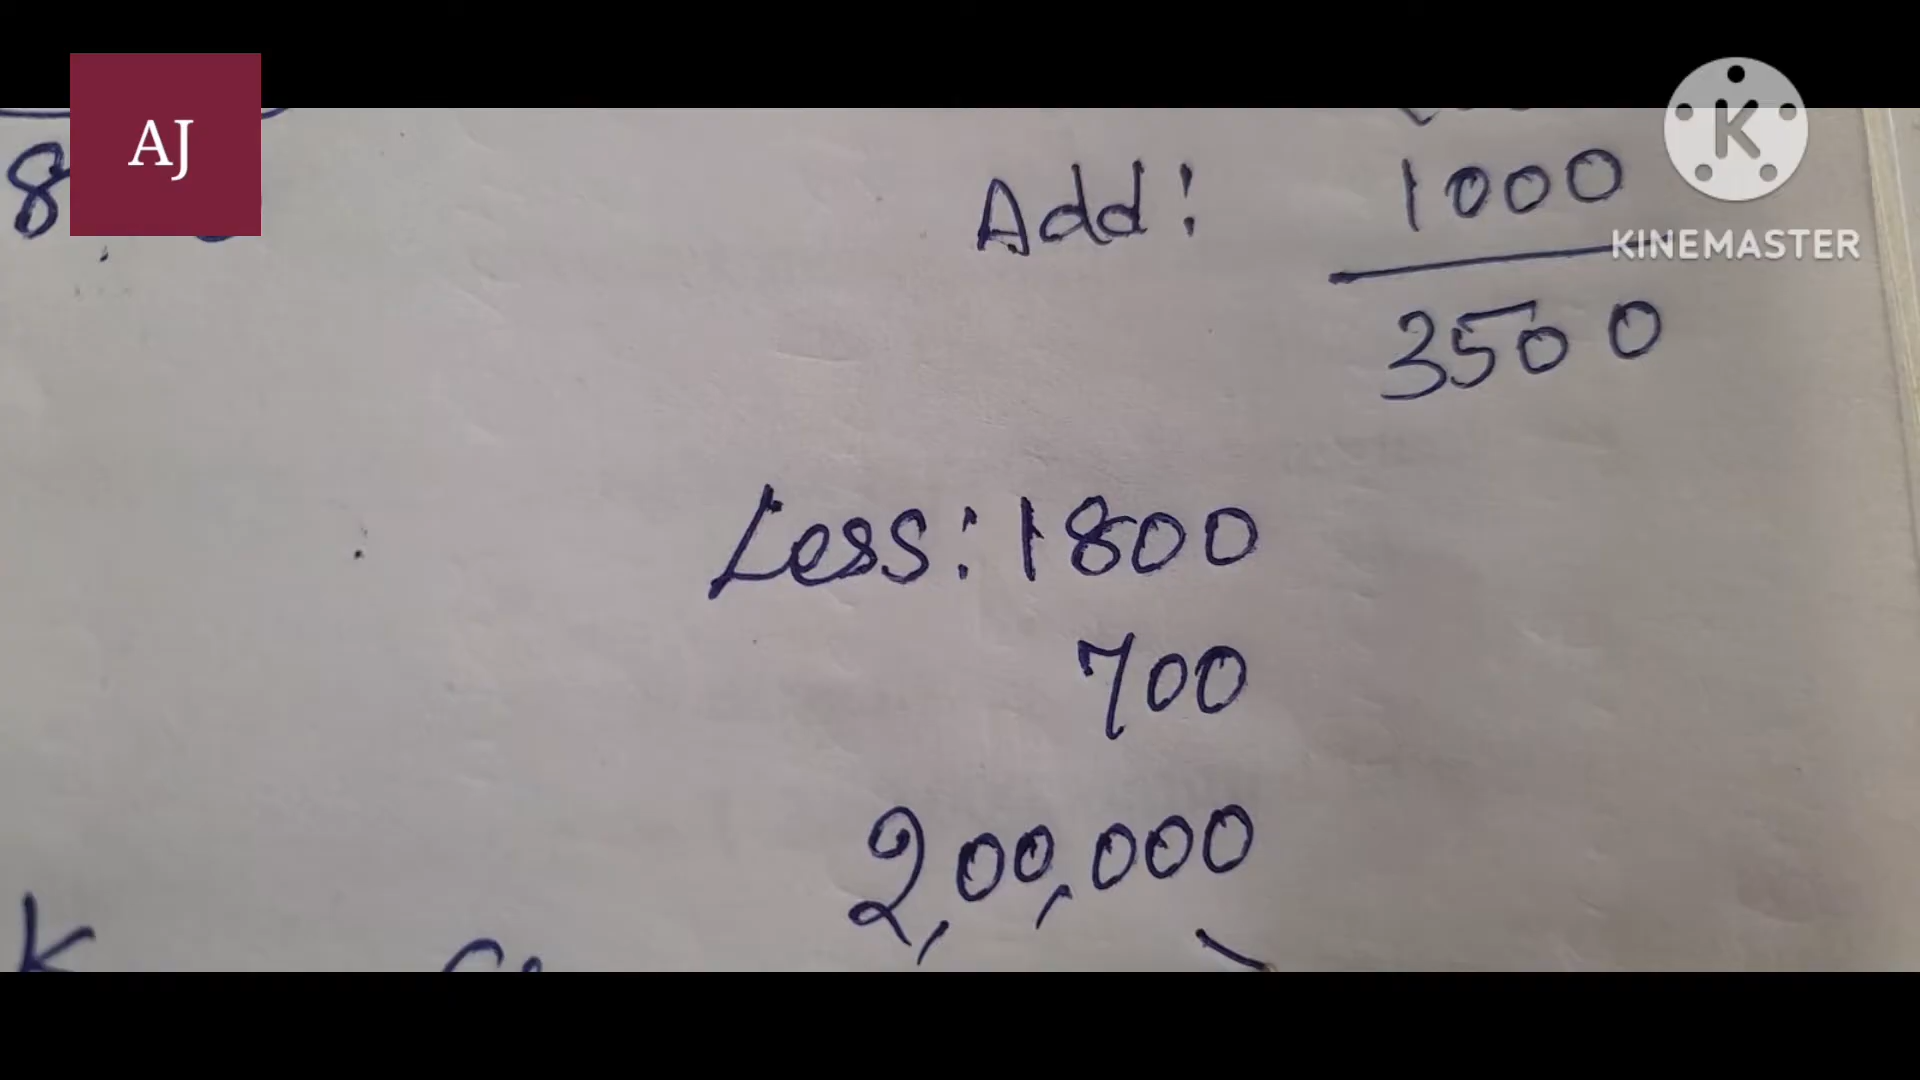 AJ
K
KINEMASTER
Add: 1000
3500
Less: 1800
700
2,00,000
K